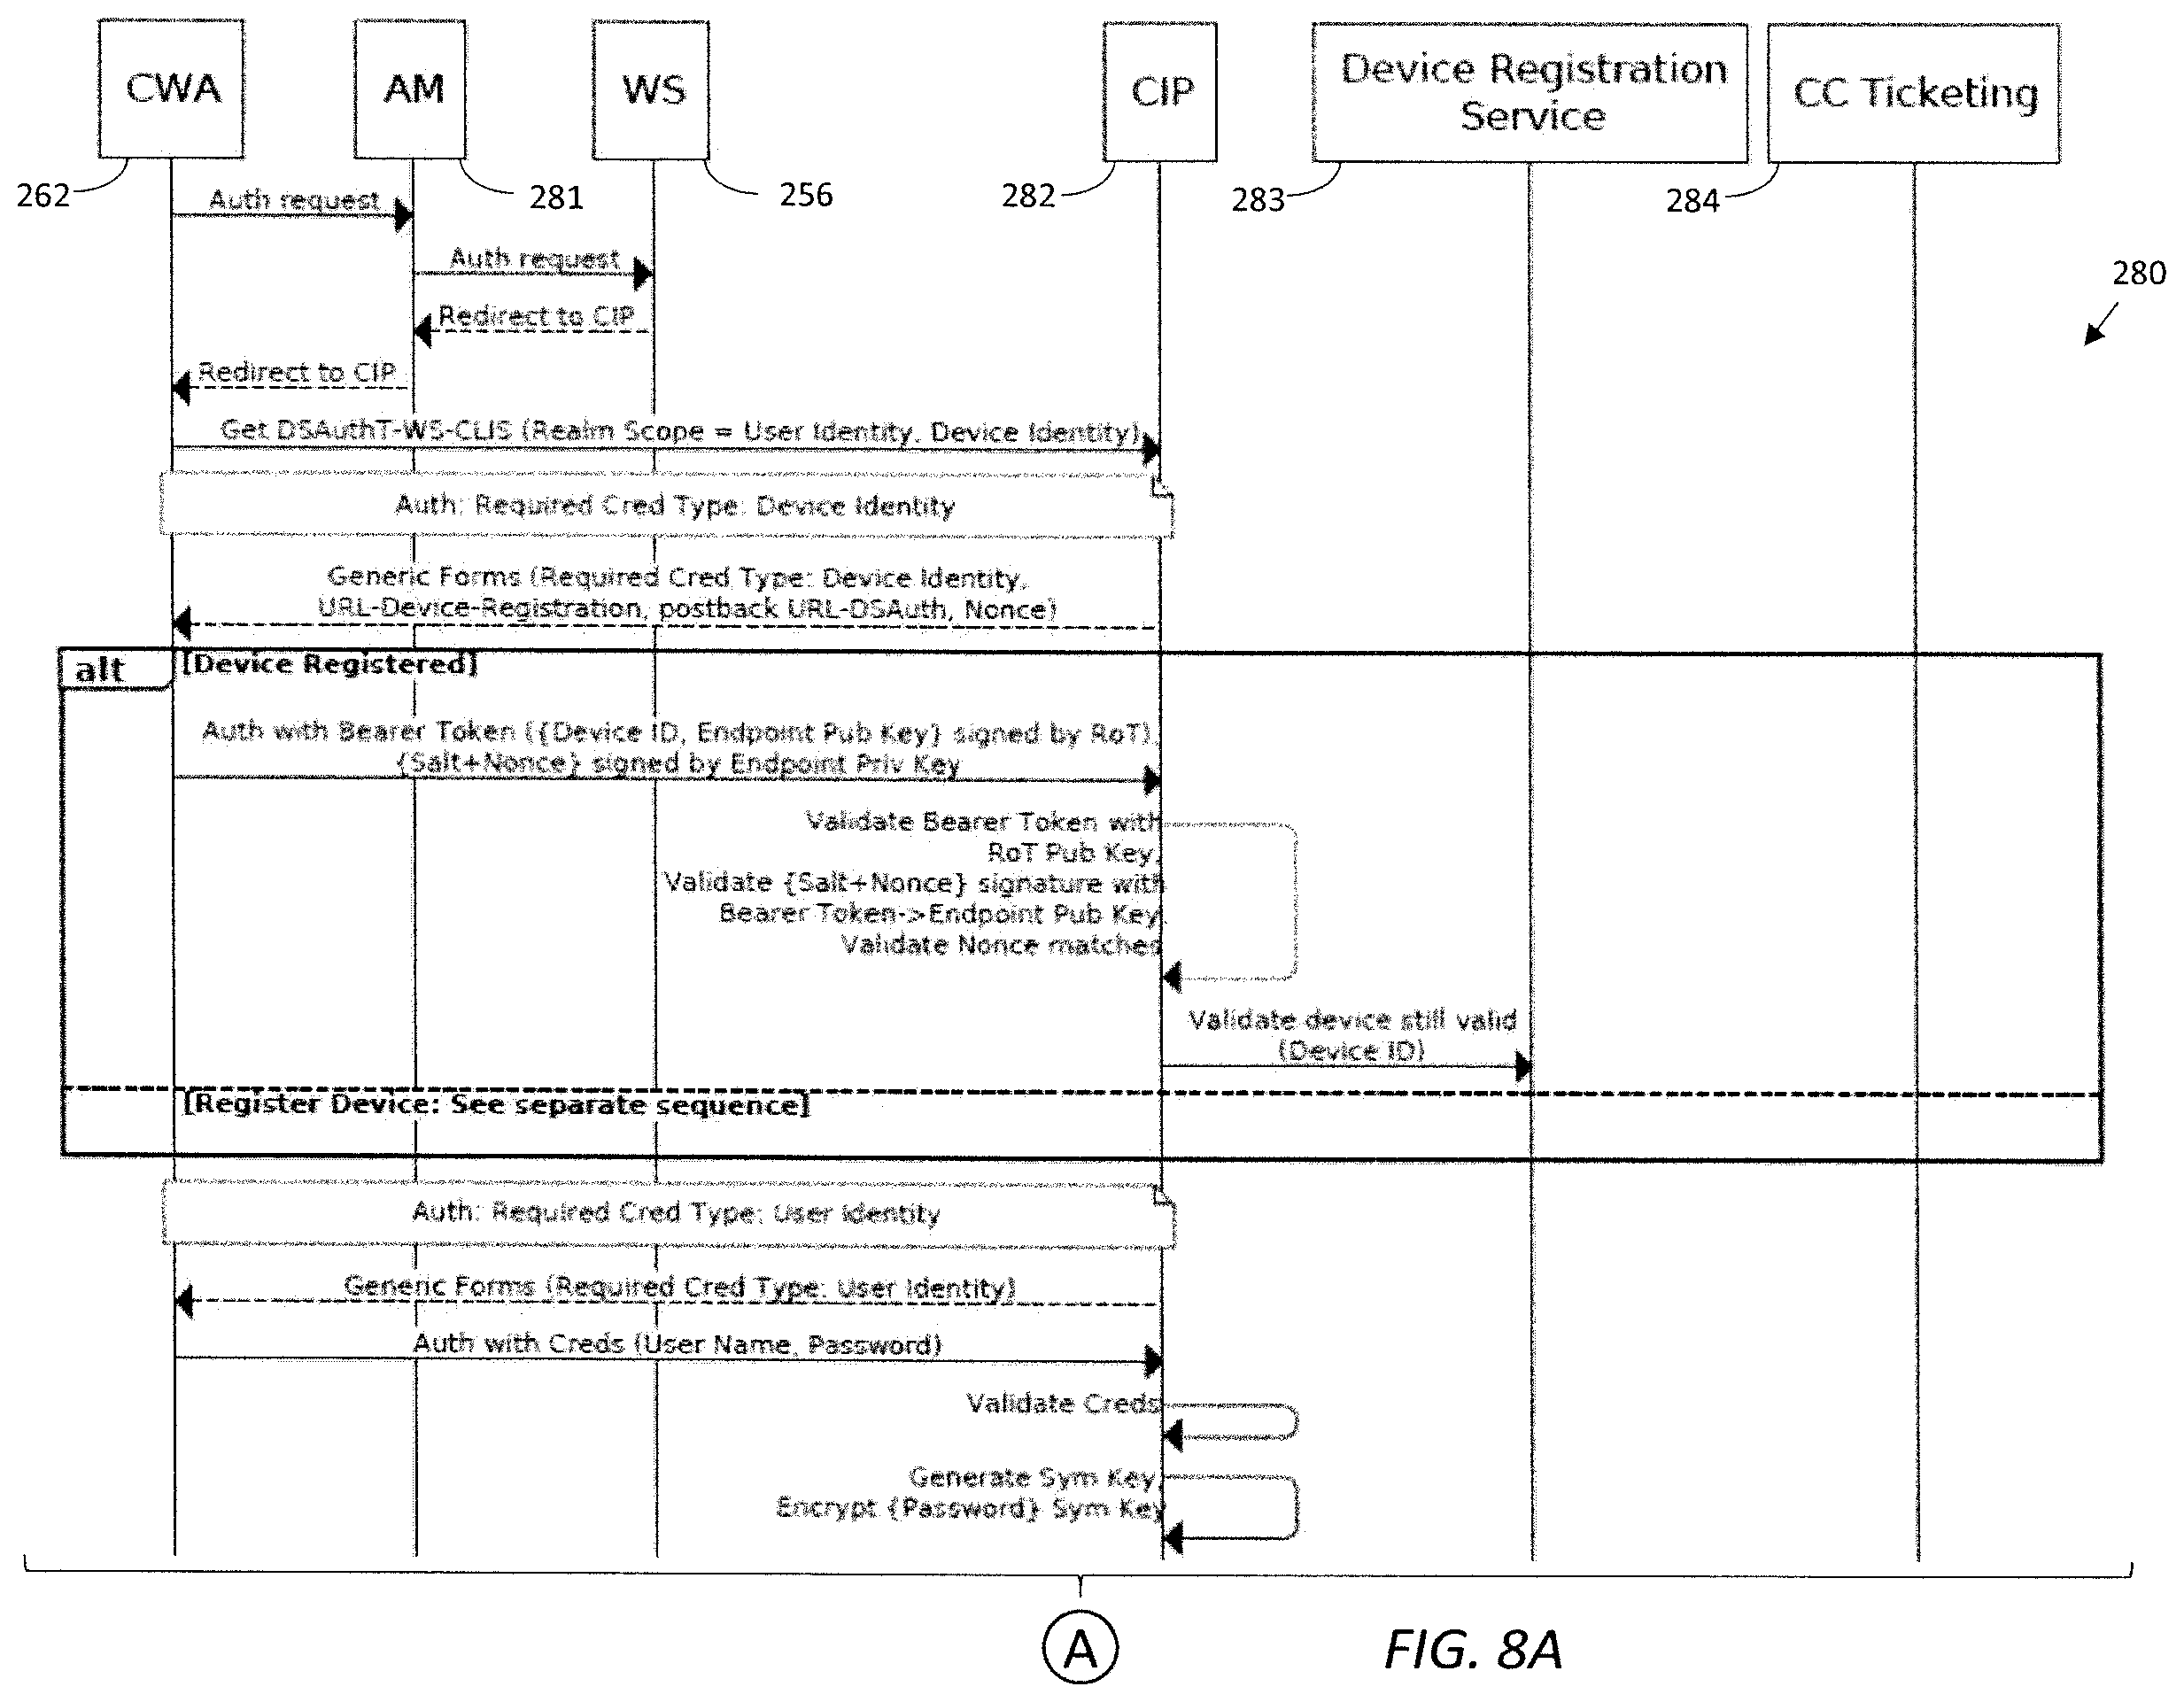 CWA
AM
WS
CIP
Device Registration
Service
CC Ticketing
262
281
256
282
283
284
280
Auth request
Auth request
Redirect to CIP
Redirect to CIP
Get DSAuthT-WS-CLIS (Realm Scope = User Identity, Device Identity)
Auth: Required Cred Type: Device Identity
Generic Forms (Required Cred Type: Device Identity,
URL-Device-Registration, postback URL-DSAuth, Nonce)
alt
[Device Registered]
Auth with Bearer Token ({Device ID, Endpoint Pub Key} signed by RoT),
{Salt+Nonce} signed by Endpoint Priv Key
Validate Bearer Token with
RoT Pub Key,
Validate {Salt+Nonce} signature with
Bearer Token->Endpoint Pub Key,
Validate Nonce matches
Validate device still valid
(Device ID)
[Register Device: See separate sequence]
Auth: Required Cred Type: User Identity
Generic Forms (Required Cred Type: User Identity)
Auth with Creds (User Name, Password)
Validate Creds
Generate Sym Key,
Encrypt {Password} Sym Key
A
FIG. 8A